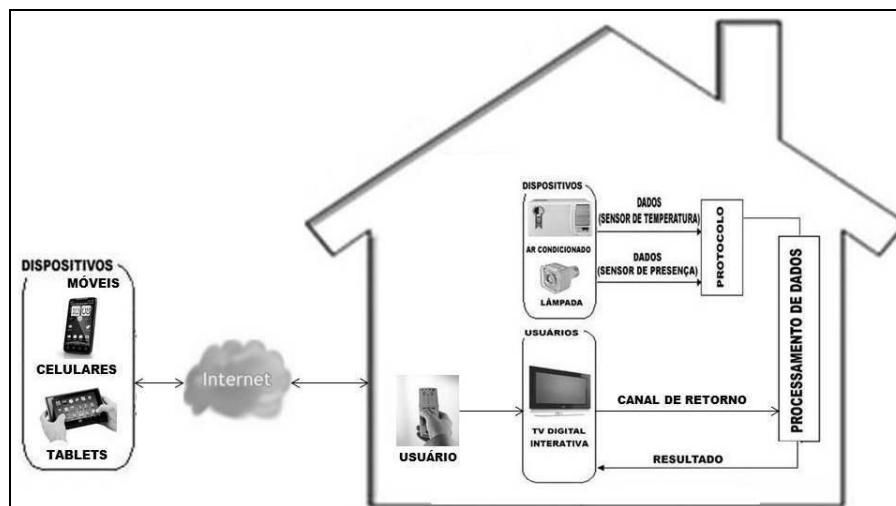 DISPOSITIVOS
MÓVEIS
CELULARES
TABLETS
Internet
USUÁRIO
DISPOSITIVOS
AR CONDICIONADO
LÂMPADA
DADOS
(SENSOR DE TEMPERATURA)
DADOS
(SENSOR DE PRESENÇA)
PROTOCOLO
USUÁRIOS
TV DIGITAL
INTERATIVA
CANAL DE RETORNO
RESULTADO
PROCESSAMENTO DE DADOS